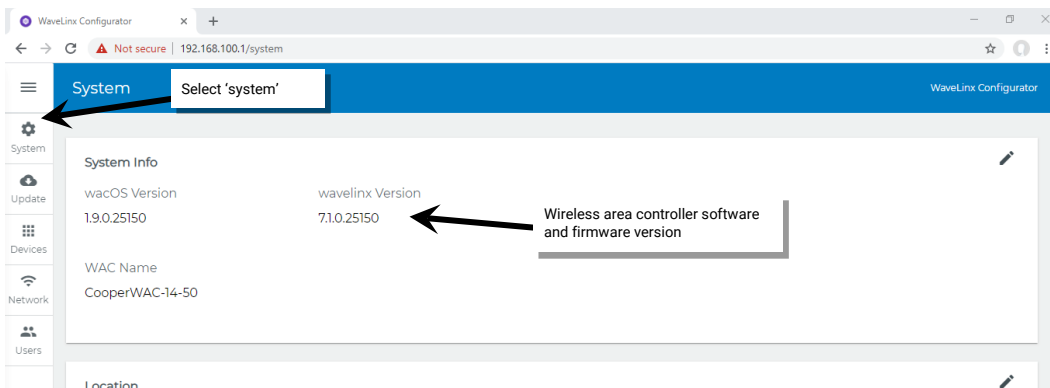 WaveLinx Configurator
Not secure | 192.168.100.1/system
System
Select ‘system’
WaveLinx Configurator
System
Update
Devices
Network
Users
System Info
wacOS Version
wavelinx Version
1.9.0.25150
7.1.0.25150
Wireless area controller software
and firmware version
WAC Name
CooperWAC-14-50
Location